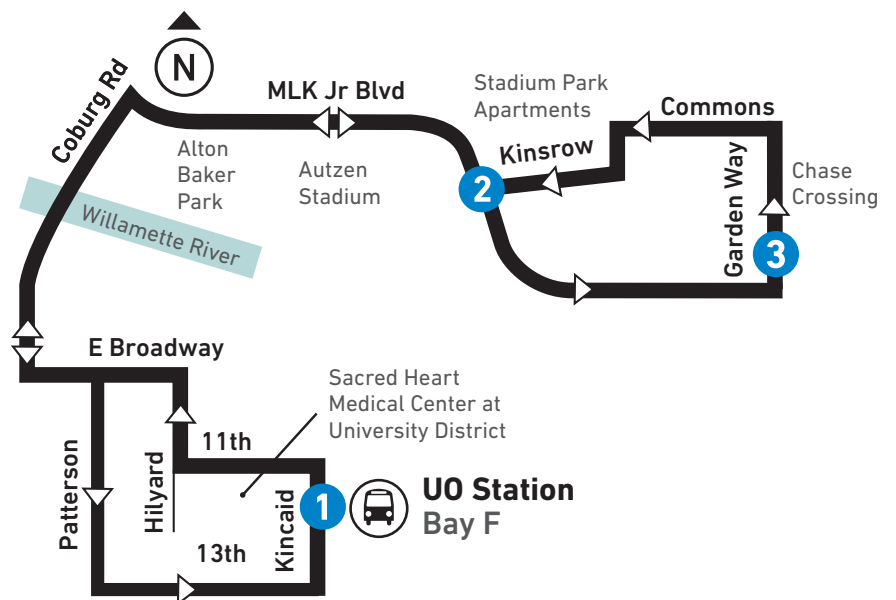 N
Coburg Rd
MLK Jr Blvd
Stadium Park
Apartments
Commons
Kinsrow
Alton
Baker
Park
Autzen
Stadium
2
Garden Way
Chase
Crossing
3
Willamette River
E Broadway
Sacred Heart
Medical Center at
University District
11th
Patterson
Hilyard
Kincaid
1
UO Station
Bay F
13th